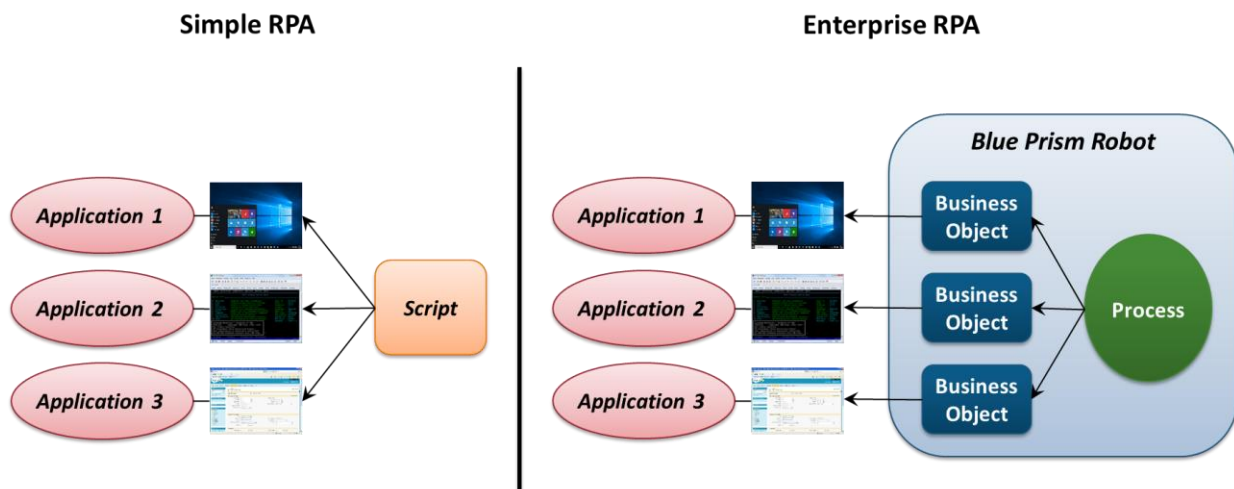 Simple RPA
Application 1
Application 2
Application 3
Script
Enterprise RPA
Blue Prism Robot
Application 1
Application 2
Application 3
Business
Object
Business
Object
Business
Object
Process